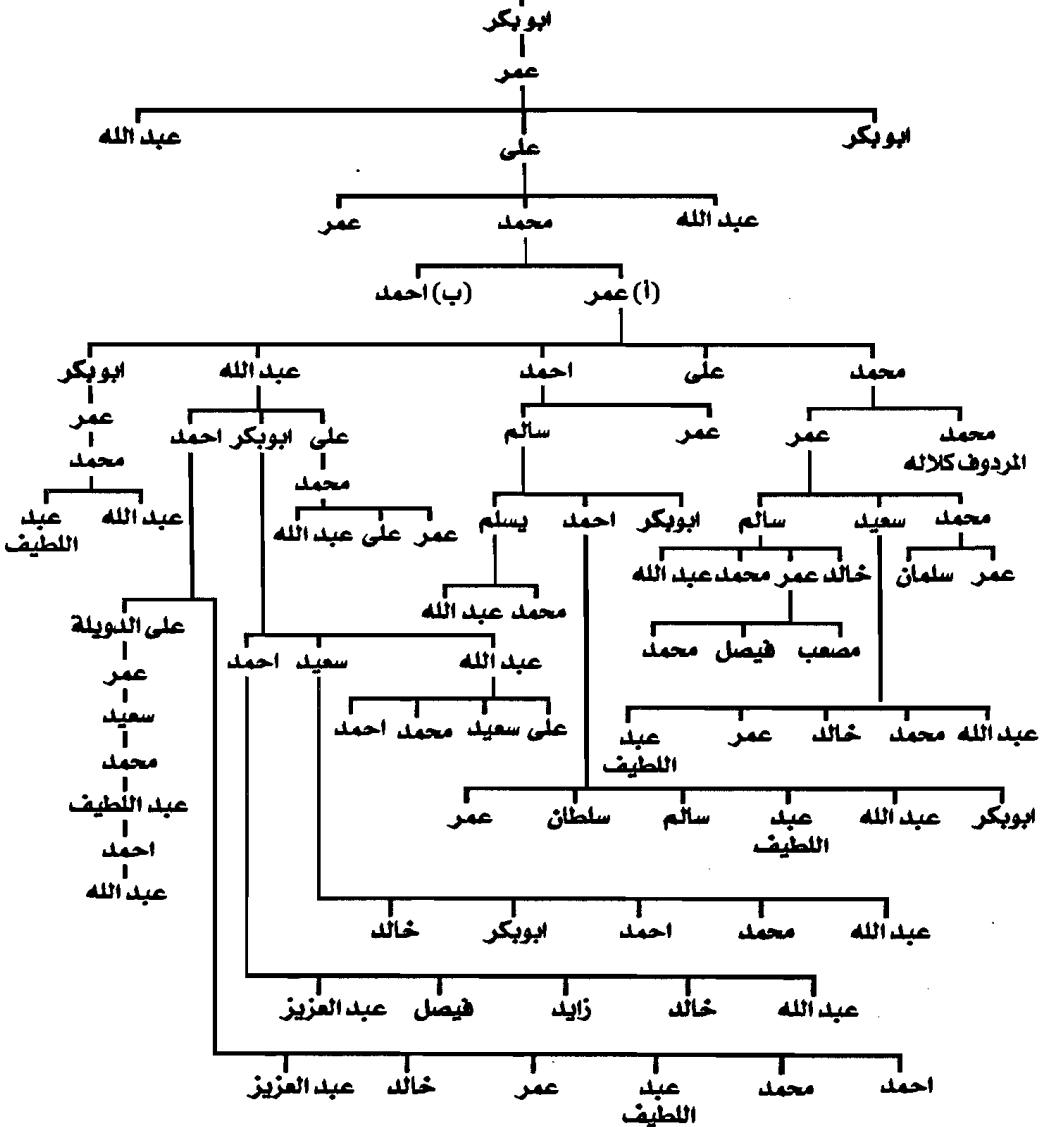 ابوبكر
عمر
ابوبكر
على
عبد الله
عبد الله
محمد
عمر
(أ) عمر
(ب) احمد
محمد
على
احمد
عبد الله
ابوبكر
محمد
المردوف كلاله
عمر
عمر
سالم
على
ابوبكر
احمد
عمر
محمد
محمد
عبد الله
عبد
اللطيف
محمد
سعيد
سالم
ابوبكر
احمد
يسلم
عمر
على
عبد الله
عمر
سلمان
خالد
عمر
محمد
عبد الله
محمد
عبد الله
على الدويلة
عمر
سعيد
محمد
عبد اللطيف
احمد
عبد الله
مصعب
فيصل
محمد
عبد الله
سعيد
احمد
على
سعيد
محمد
احمد
عبد الله
محمد
خالد
عمر
عبد
اللطيف
ابوبكر
عبد الله
عبد
اللطيف
سالم
سلطان
عمر
عبد الله
محمد
احمد
ابوبكر
خالد
عبد الله
خالد
زايد
فيصل
عبد العزيز
احمد
محمد
عبد
اللطيف
عمر
خالد
عبد العزيز